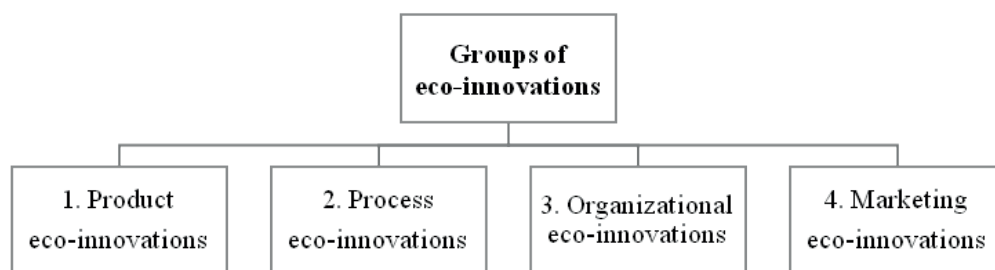 Groups of
eco-innovations
1. Product
eco-innovations
2. Process
eco-innovations
3. Organizational
eco-innovations
4. Marketing
eco-innovations